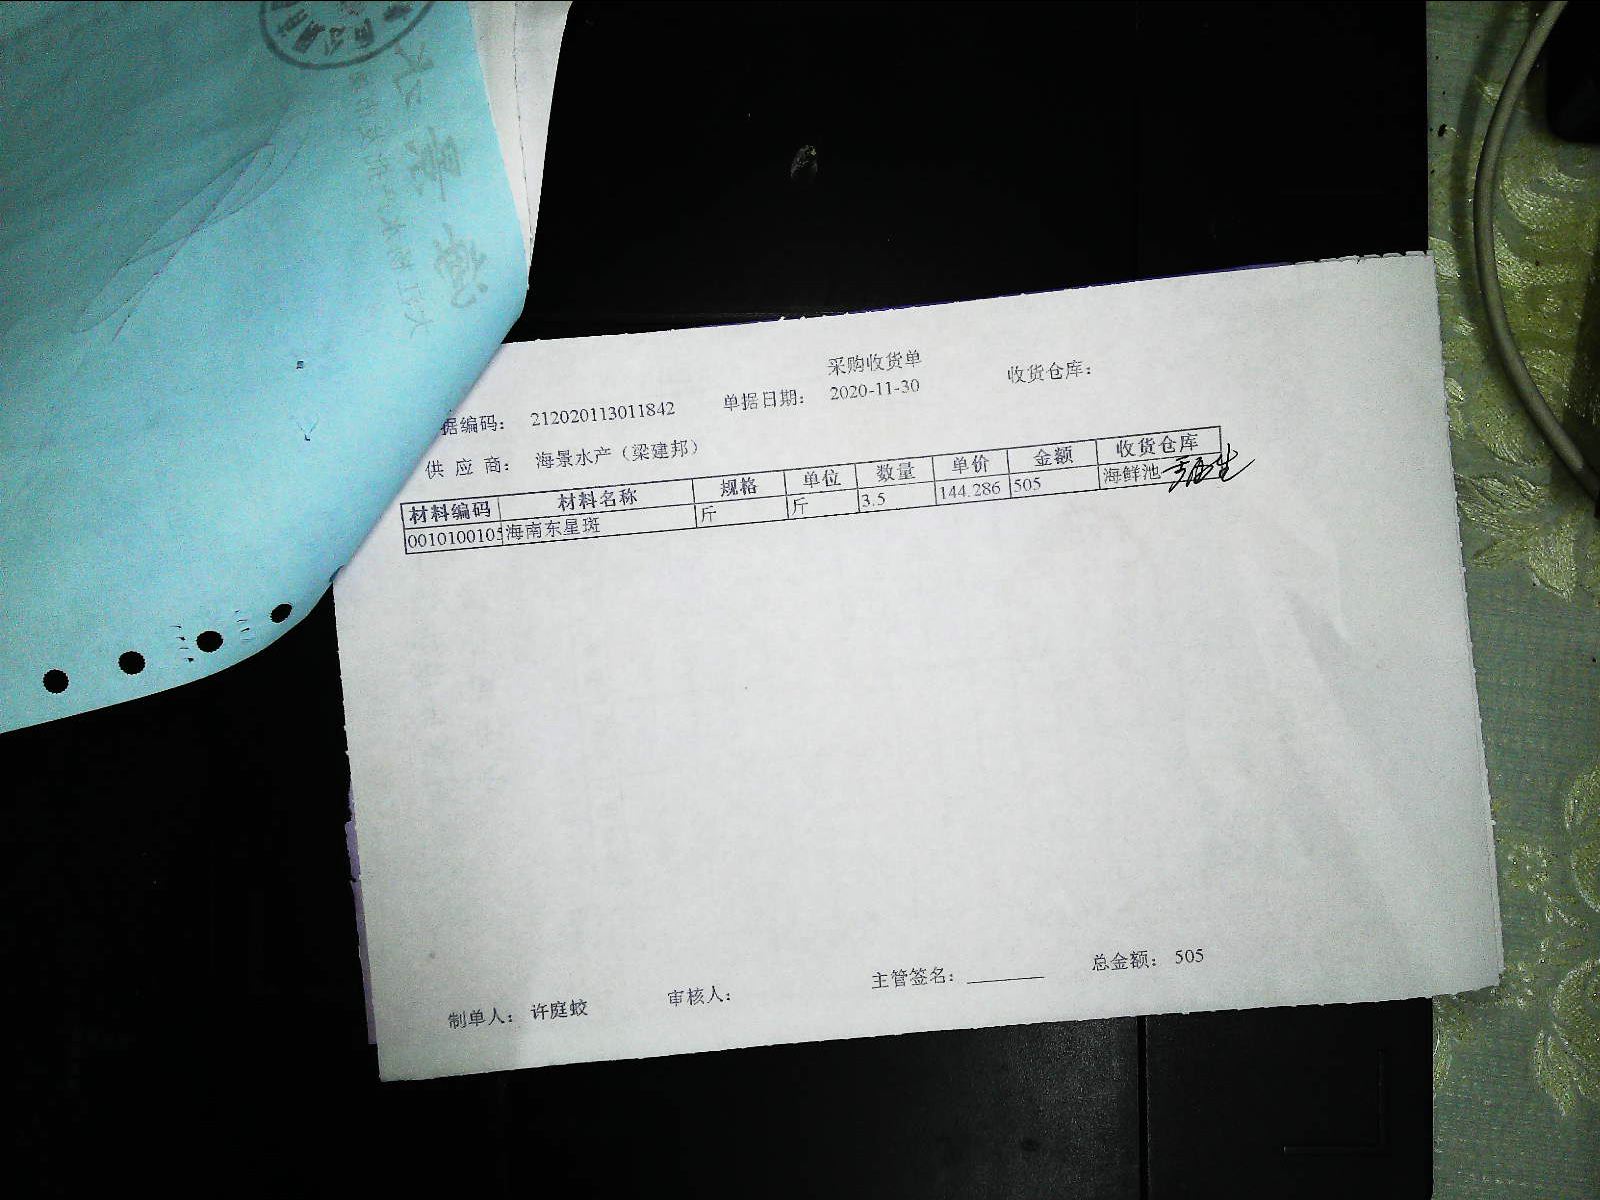 采购收货单
据编码： 212020113011842 单据日期： 2020-11-30 收货仓库：
供 应 商： 海景水产（梁建邦）
材料编码 材料名称 规格 单位 数量 单价 金额 收货仓库
0010100105 海南东星斑 斤 斤 3.5 144.286 505 海鲜池
制单人： 许庭蛟 审核人： 主管签名： 总金额： 505